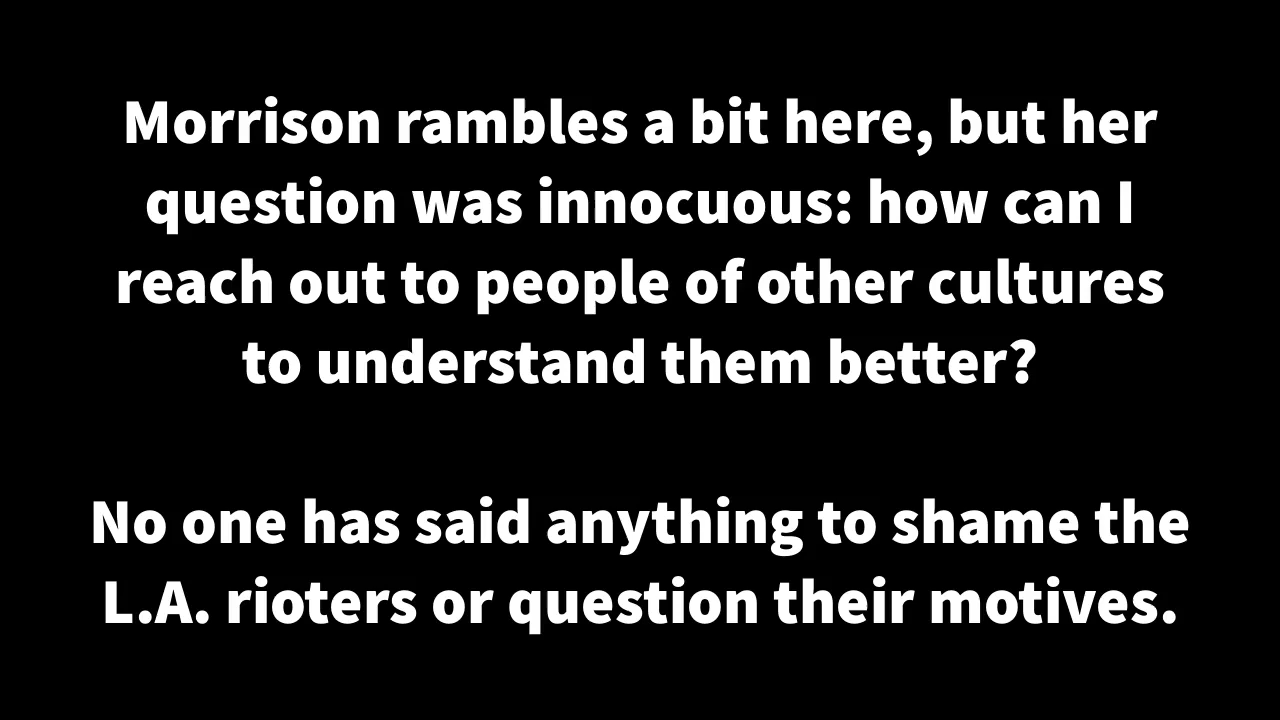 Morrison rambles a bit here, but her
question was innocuous: how can I
reach out to people of other cultures
to understand them better?
No one has said anything to shame the
L.A. rioters or question their motives.